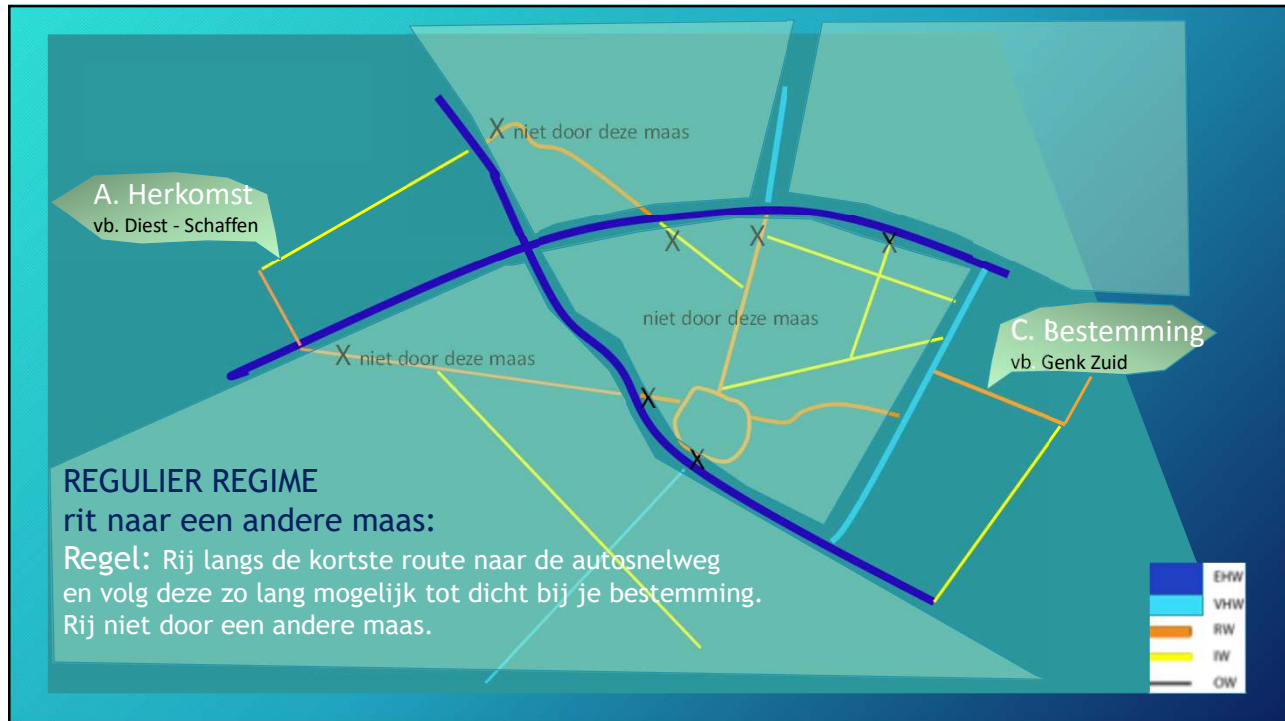 X niet door deze maas
A. Herkomst
vb. Diest - Schaffen
X
X
X
niet door deze maas
X niet door deze maas
C. Bestemming
vb. Genk Zuid
X
X
REGULIER REGIME
rit naar een andere maas:
Regel: Rij langs de kortste route naar de autosnelweg
en volg deze zo lang mogelijk tot dicht bij je bestemming.
Rij niet door een andere maas.
EHW
VHW
RW
IW
OW